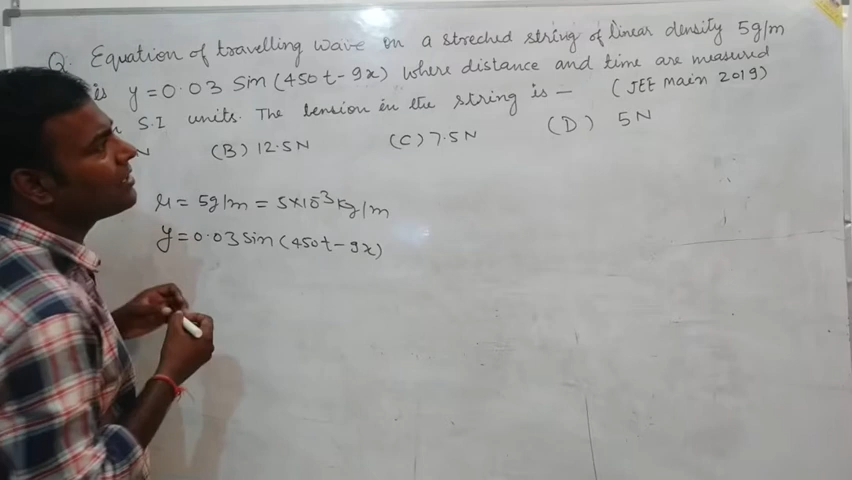 Q. Equation of travelling wave on a streched string of linear density 5g/m
is y = 0.03 Sin (450t - 9x) where distance and time are measured
S.I units. The tension in the string is – (JEE Main 2019)
N (B) 12.5N (C) 7.5N (D) 5N
μ = 5g/m = 5×10³ kg/m
y = 0.03 sin (450t - 9x)